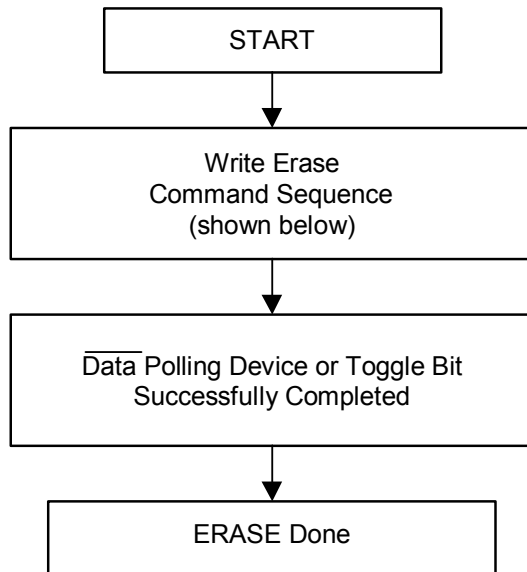 START
Write Erase
Command Sequence
(shown below)
Data Polling Device or Toggle Bit
Successfully Completed
ERASE Done